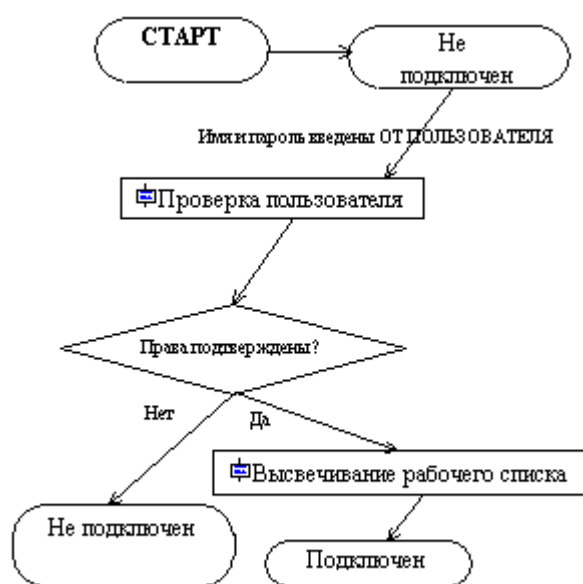 СТАРТ
Не
подключен
Имя и пароль введены ОТ ПОЛЬЗОВАТЕЛЯ
Проверка пользователя
Права подтверждены?
Нет
Да
Высвечивание рабочего списка
Не подключен
Подключен